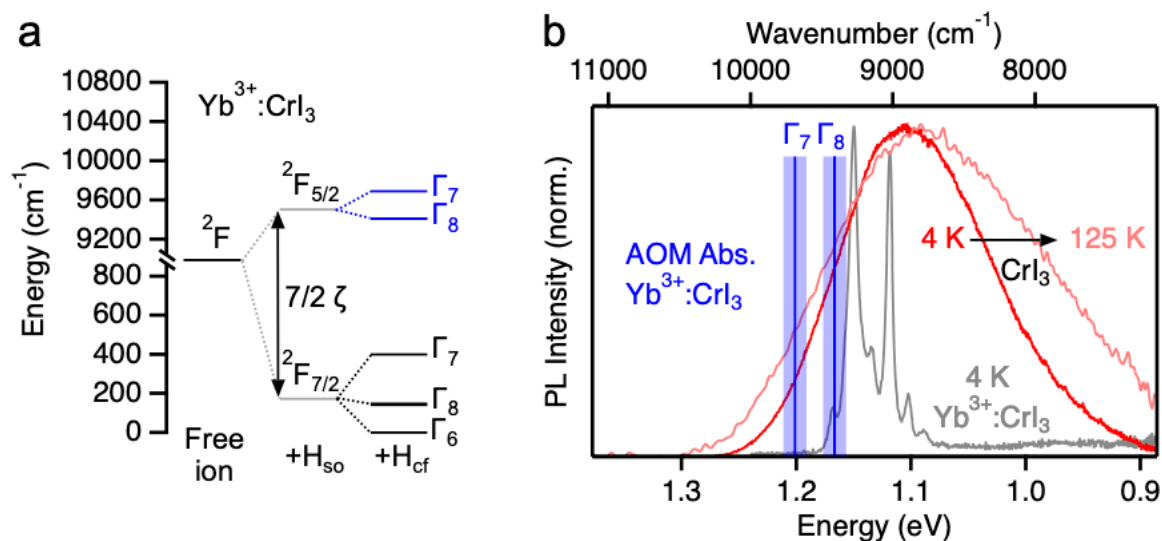 a
10800
10400
10000
9600
9200
800
600
400
200
0
Energy (cm⁻¹)
Yb³⁺:CrI₃
²F
²F₅/₂
Γ₇
Γ₈
7/2 ζ
²F₇/₂
Γ₇
Γ₈
Γ₆
Free
ion
+Hso
+Hcf
b
Wavenumber (cm⁻¹)
11000 10000 9000 8000
PL Intensity (norm.)
Γ₇ Γ₈
AOM Abs.
Yb³⁺:CrI₃
4 K 125 K
CrI₃
4 K
Yb³⁺:CrI₃
1.3 1.2 1.1 1.0 0.9
Energy (eV)